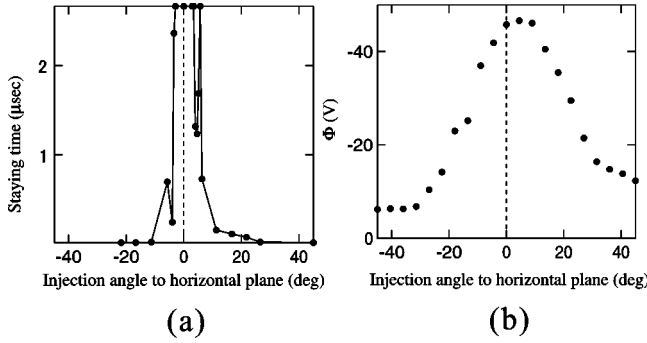 2
1
Staying time (μsec)
-40 -20 0 20 40
Injection angle to horizontal plane (deg)
(a)
-40
-20
0
Φ (V)
-40 -20 0 20 40
Injection angle to horizontal plane (deg)
(b)